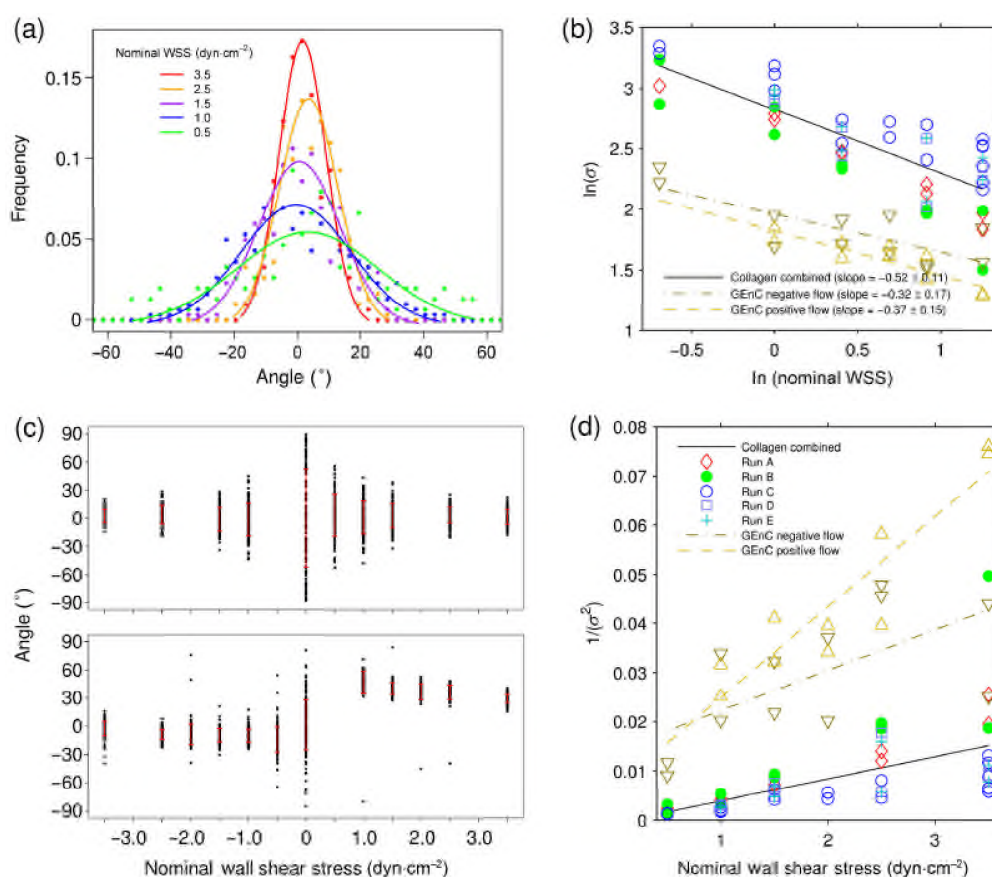 (a)
Nominal WSS (dyn·cm⁻²)
3.5
2.5
1.5
1.0
0.5
0.15
0.1
0.05
0
Frequency
−60 −40 −20 0 20 40 60
Angle (°)
(b)
3.5
3.0
2.5
2.0
1.5
1
ln(σ)
Collagen combined (slope = −0.52 ± 0.11)
GEnC negative flow (slope = −0.32 ± 0.17)
GEnC positive flow (slope = −0.37 ± 0.15)
−0.5 0 0.5 1
ln (nominal WSS)
(c)
90
60
30
0
−30
−60
−90
Angle (°)
90
60
30
0
−30
−60
−90
−3.0 −2.0 −1.0 0 1.0 2.0 3.0
Nominal wall shear stress (dyn·cm⁻²)
(d)
0.08
0.07
0.06
0.05
0.04
0.03
0.02
0.01
0
1/(σ²)
Collagen combined
Run A
Run B
Run C
Run D
Run E
GEnC negative flow
GEnC positive flow
1 2 3
Nominal wall shear stress (dyn·cm⁻²)